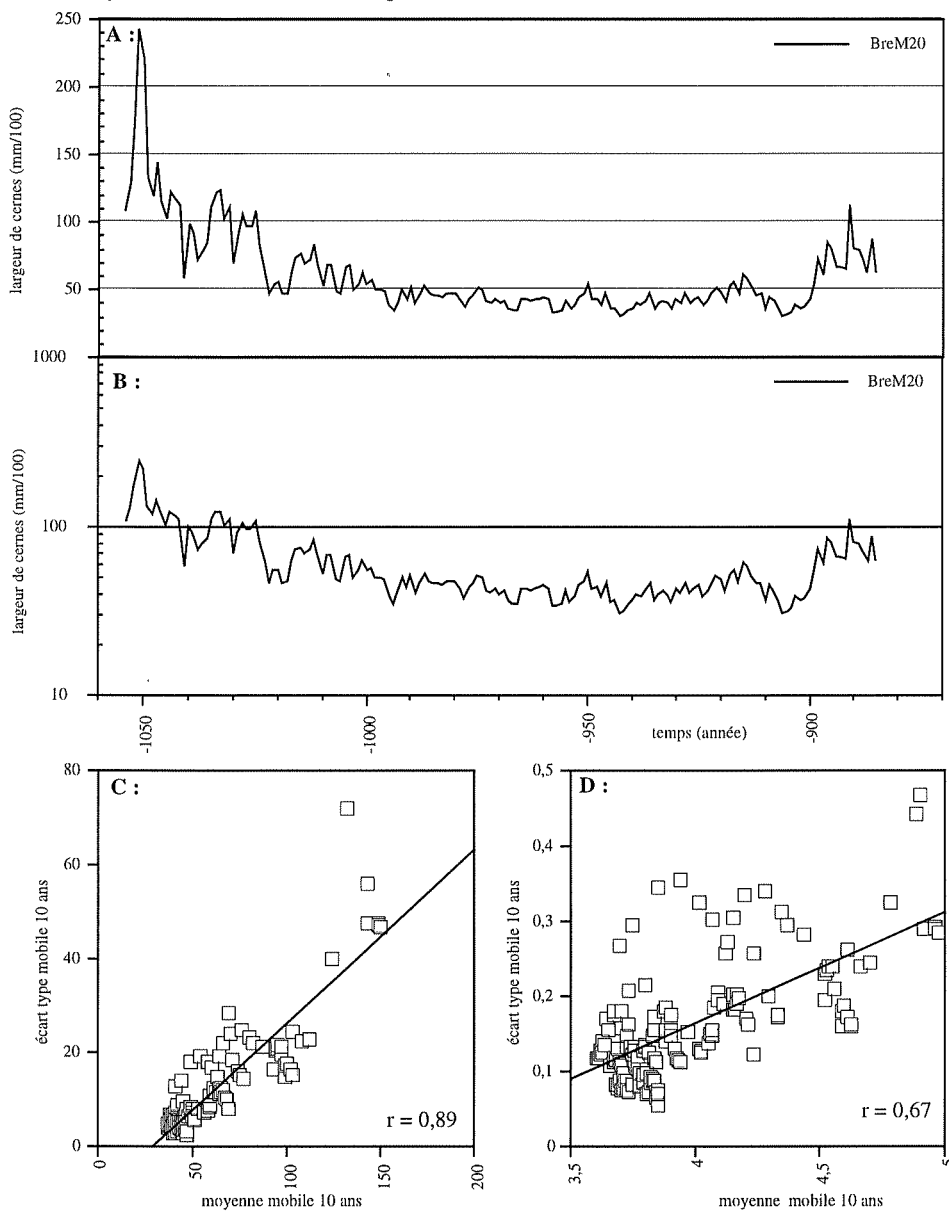 250
A :
BreM20
200
150
100
50
largeur de cernes (mm/100)
1000
B :
BreM20
100
10
largeur de cernes (mm/100)
-1050
-1000
-950
temps (année)
-900
80
C :
60
40
20
0
écart type mobile 10 ans
r = 0,89
0
50
100
150
200
moyenne mobile 10 ans
0,5
D :
0,4
0,3
0,2
0,1
0
écart type mobile 10 ans
r = 0,67
3,5
4
4,5
5
moyenne mobile 10 ans